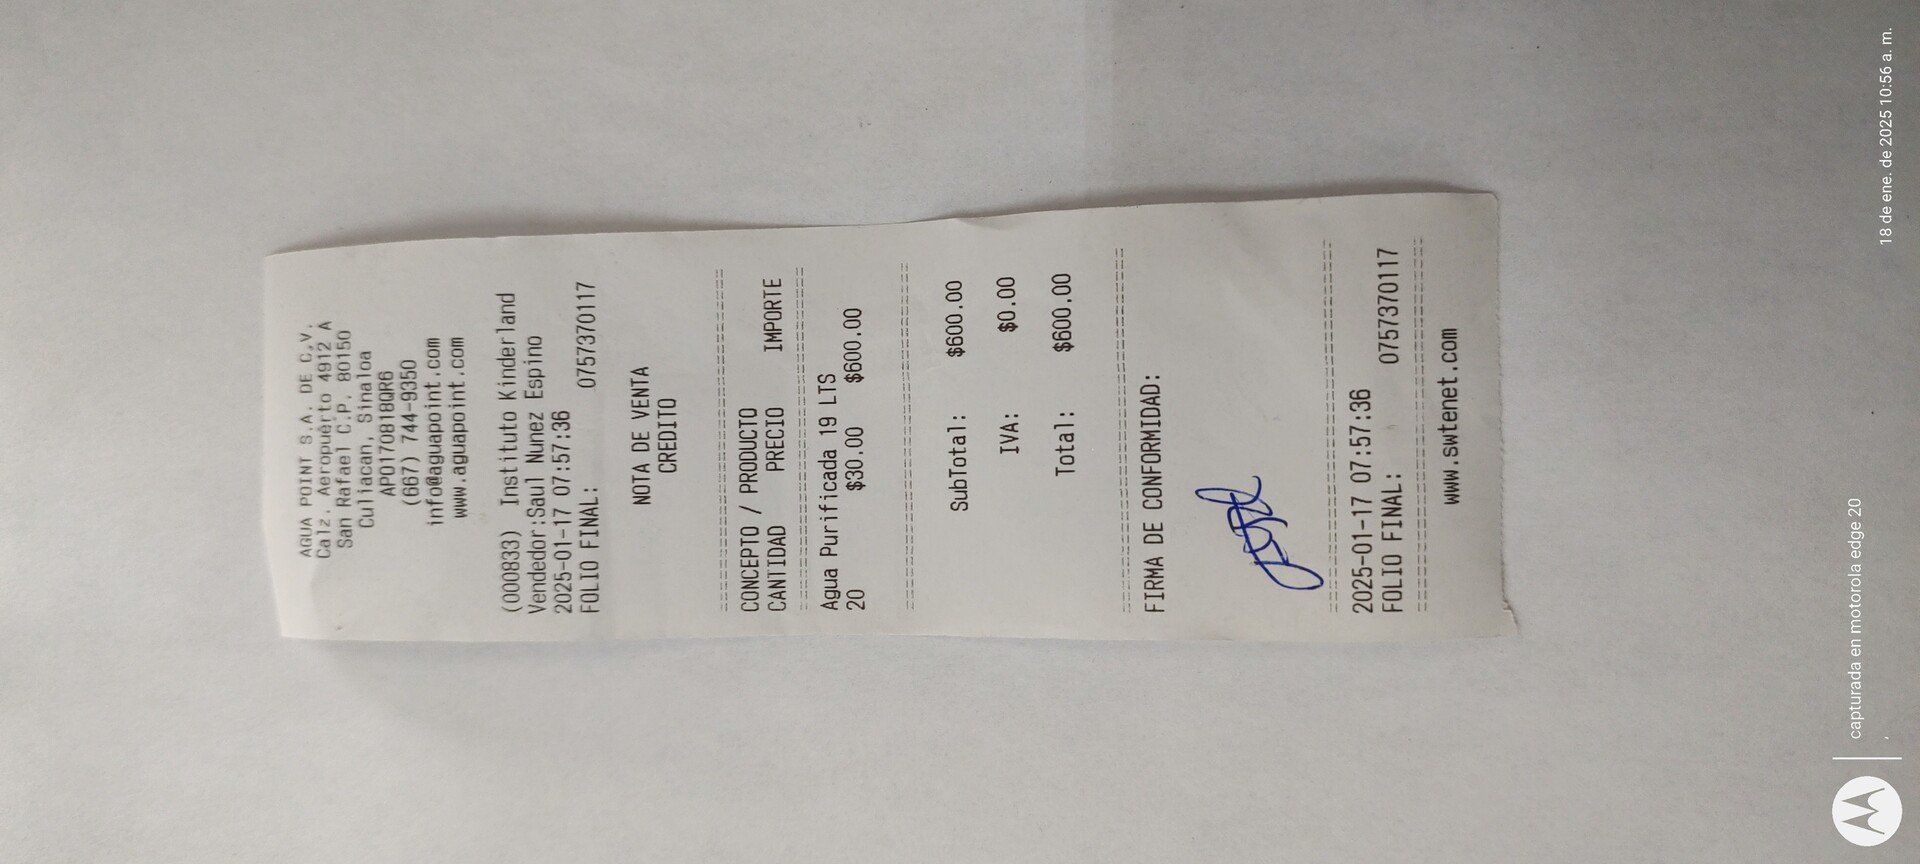 AGUA POINT S.A. DE C.V.
Calz. Aeropuerto 4912 A
San Rafael C.P. 80150
Culiacan, Sinaloa
APO170818QR6
(667) 744-9350
info@aguapoint.com
www.aguapoint.com
(000833) Instituto Kinderland
Vendedor:Saul Nunez Espino
2025-01-17 07:57:36
FOLIO FINAL: 0757370117
NOTA DE VENTA
CREDITO
CONCEPTO / PRODUCTO
CANTIDAD PRECIO IMPORTE
Agua Purificada 19 LTS
20 $30.00 $600.00
SubTotal: $600.00
IVA: $0.00
Total: $600.00
FIRMA DE CONFORMIDAD:
2025-01-17 07:57:36
FOLIO FINAL: 0757370117
www.swtenet.com
capturada en motorola edge 20
18 de ene. de 2025 10:56 a. m.